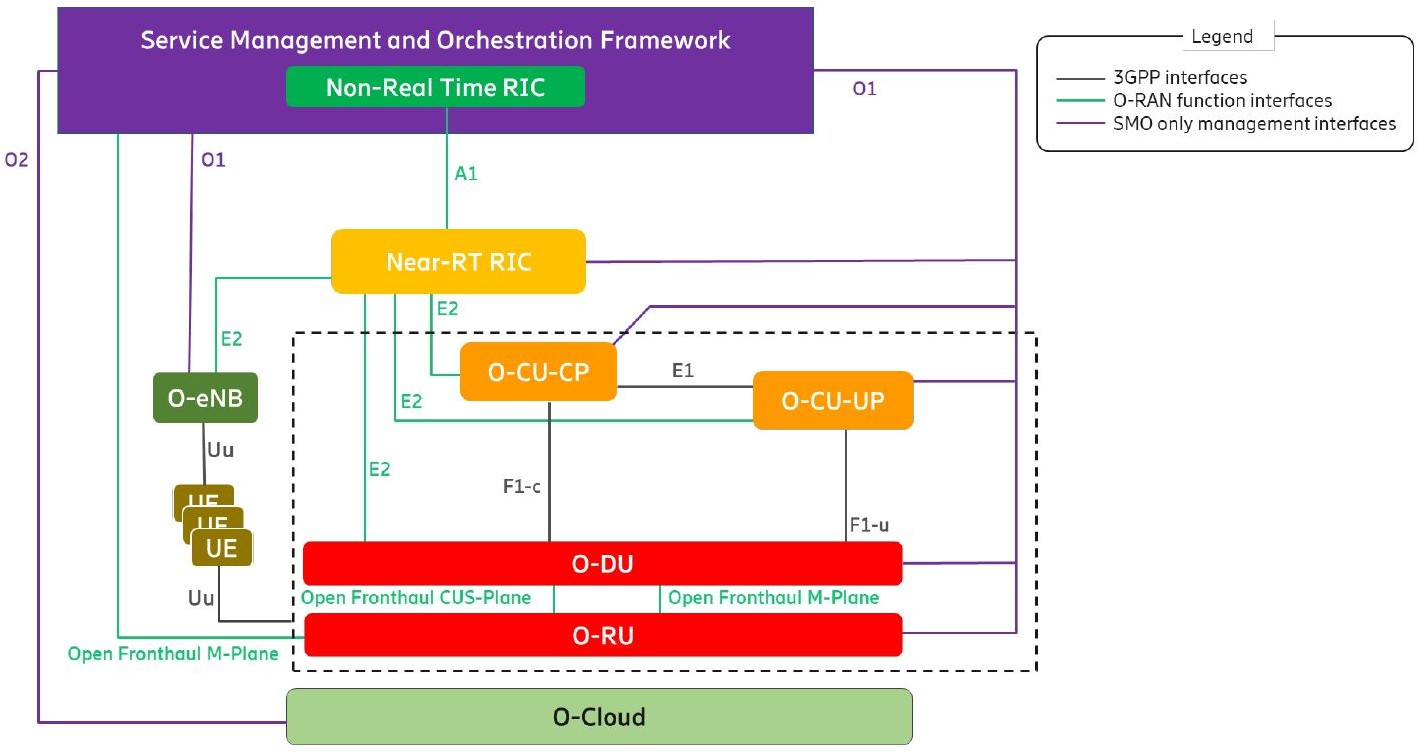 Service Management and Orchestration Framework
Non-Real Time RIC
Legend
3GPP interfaces
O-RAN function interfaces
SMO only management interfaces
O1
O2
O1
A1
Near-RT RIC
E2
E2
O-CU-CP
E1
O-CU-UP
O-eNB
E2
Uu
E2
F1-c
UE
UE
UE
F1-u
O-DU
Uu
Open Fronthaul CUS-Plane
Open Fronthaul M-Plane
O-RU
Open Fronthaul M-Plane
O-Cloud